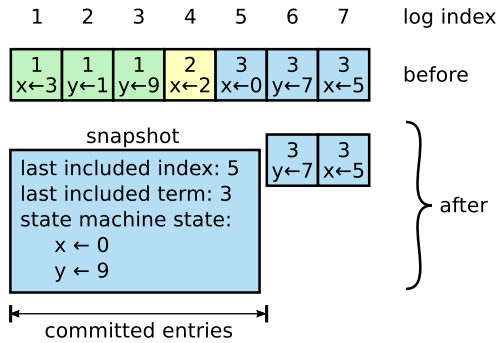 1 2 3 4 5 6 7 log index
1 1 1 2 3 3 3
x←3 y←1 y←9 x←2 x←0 y←7 x←5
before
snapshot
last included index: 5
last included term: 3
state machine state:
x ← 0
y ← 9
3 3
y←7 x←5
after
committed entries